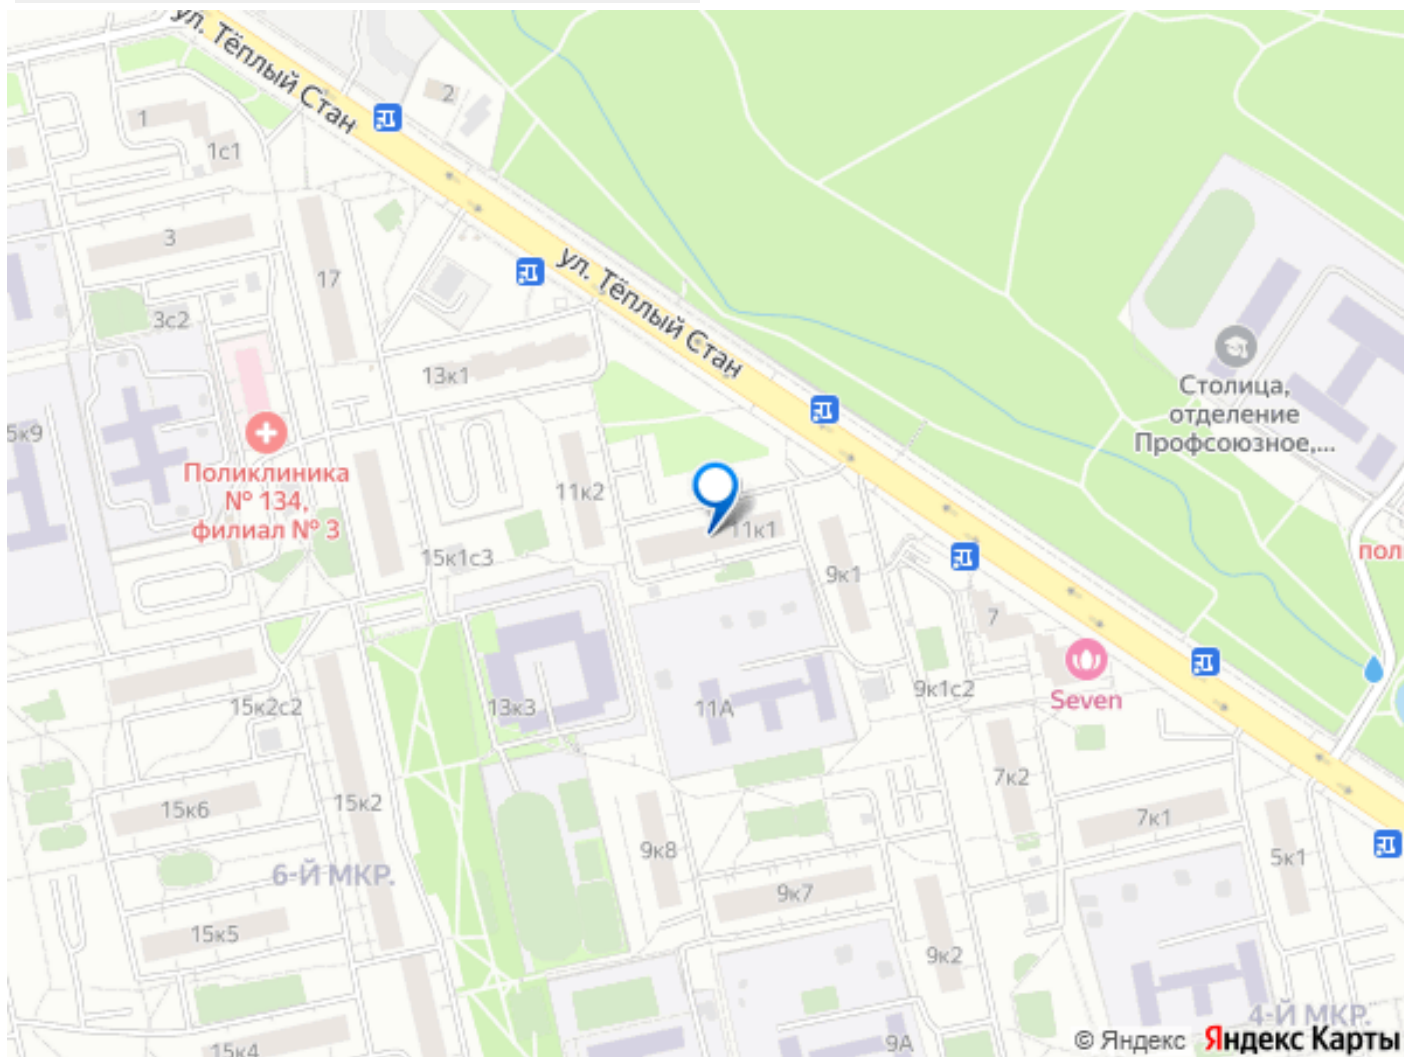 ул. Тёплый Стан
2
1
1с1
3
17
ул. Тёплый Стан
3с2
13к1
Столица,
отделение
Профсоюзное,...
5к9
Поликлиника
№ 134,
филиал № 3
11к2
11к1
пол
15к1с3
9к1
7
9к1с2
Seven
15к2с2
13к3
11А
7к2
15к6
15к2
7к1
9к8
5к1
6-Й МКР.
9к7
15к5
9к2
4-Й МКР.
15к4
9А
© Яндекс Яндекс Карты